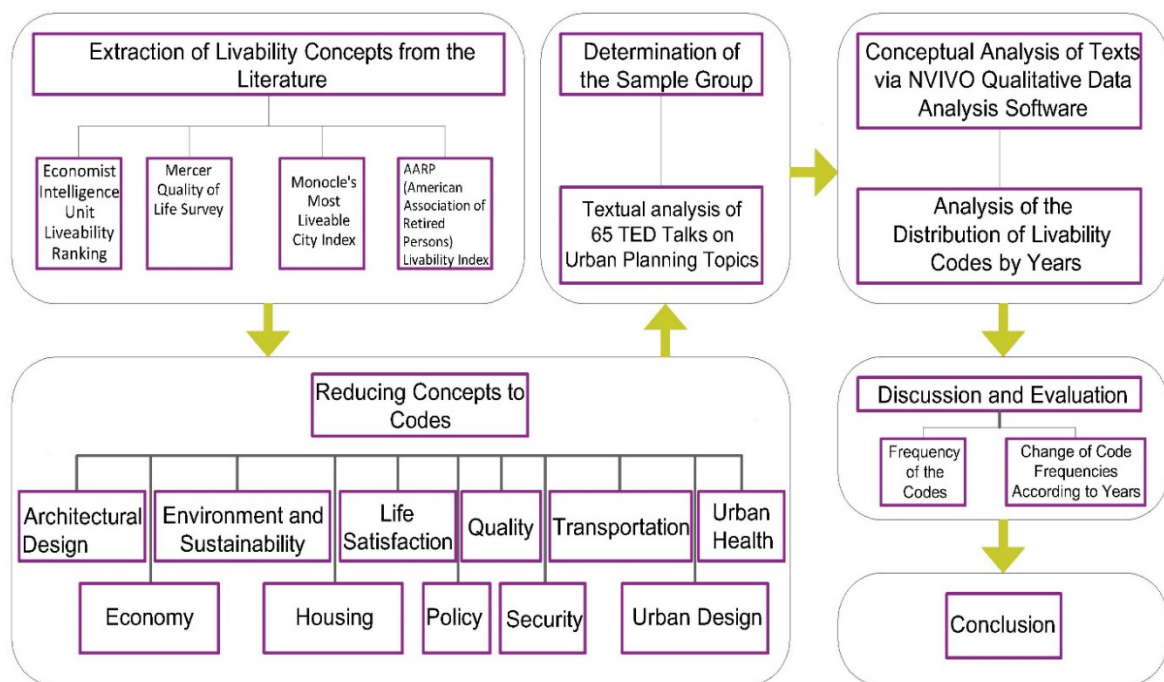 Extraction of Livability Concepts from the
Literature
Economist
Intelligence
Unit
Liveability
Ranking
Mercer
Quality of
Life Survey
Monocle's
Most
Liveable
City Index
AARP
(American
Association of
Retired
Persons)
Livability Index
Reducing Concepts to
Codes
Architectural
Design
Environment and
Sustainability
Life
Satisfaction
Quality
Transportation
Urban
Health
Economy
Housing
Policy
Security
Urban Design
Determination of
the Sample Group
Textual analysis of
65 TED Talks on
Urban Planning Topics
Conceptual Analysis of Texts
via NVIVO Qualitative Data
Analysis Software
Analysis of the
Distribution of Livability
Codes by Years
Discussion and Evaluation
Frequency
of the
Codes
Change of Code
Frequencies
According to Years
Conclusion